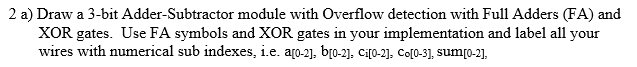 2 a) Draw a 3-bit Adder-Subtractor module with Overflow detection with Full Adders (FA) and
XOR gates. Use FA symbols and XOR gates in your implementation and label all your
wires with numerical sub indexes, i.e. a[0-2], b[0-2], Ci[0-2], Co[0-3], sum[0-2],